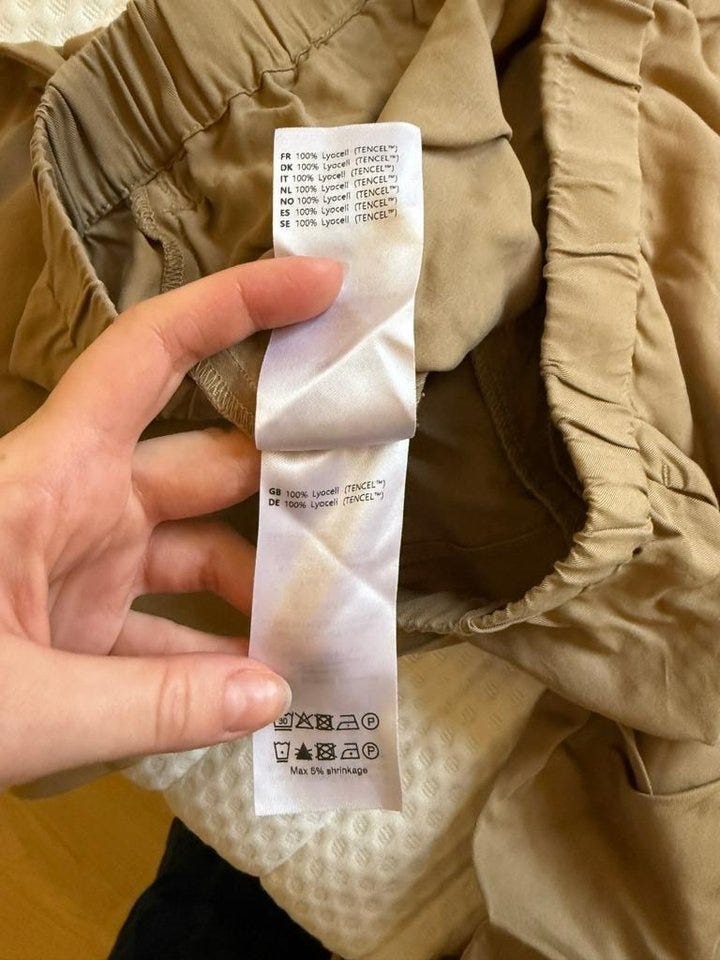 FR 100% Lyocell (TENCEL™)
DK 100% Lyocell (TENCEL™)
IT 100% Lyocell (TENCEL™)
NL 100% Lyocell (TENCEL™)
NO 100% Lyocell (TENCEL™)
ES 100% Lyocell (TENCEL™)
SE 100% Lyocell (TENCEL™)
GB 100% Lyocell (TENCEL™)
DE 100% Lyocell (TENCEL™)
30 P
P
Max 5% shrinkage